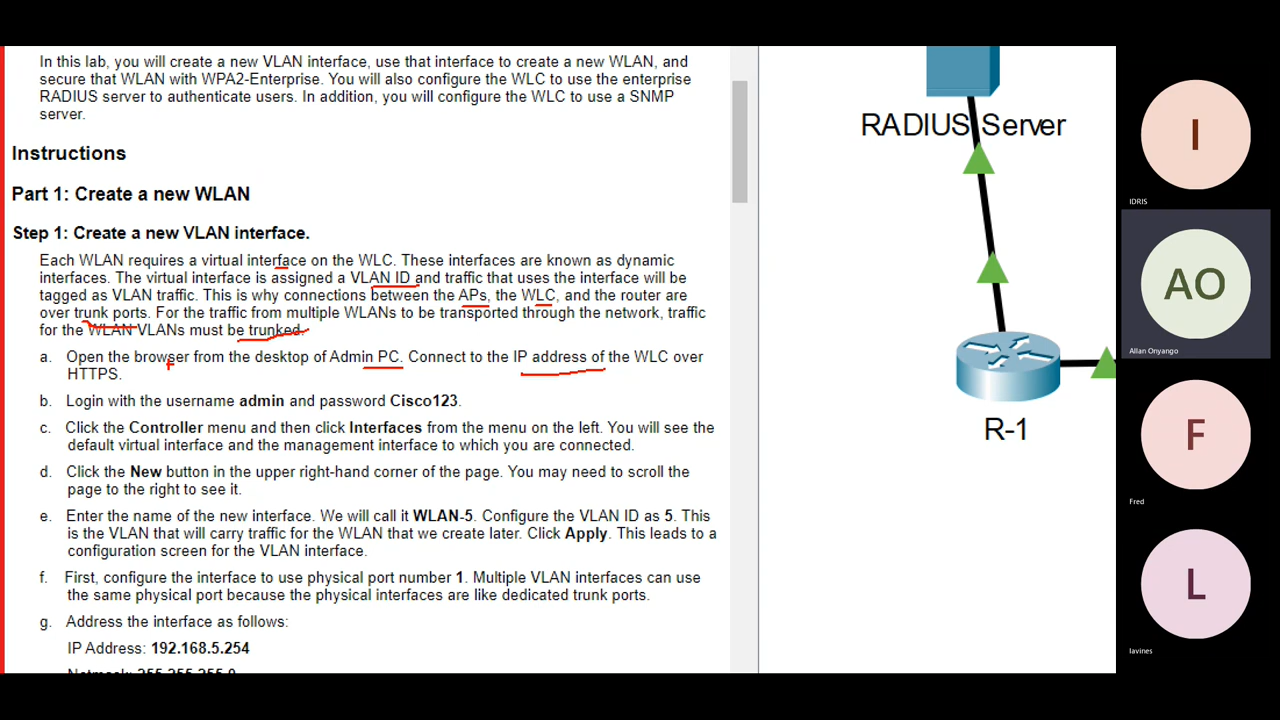 In this lab, you will create a new VLAN interface, use that interface to create a new WLAN, and
secure that WLAN with WPA2-Enterprise. You will also configure the WLC to use the enterprise
RADIUS server to authenticate users. In addition, you will configure the WLC to use a SNMP
server.
Instructions
Part 1: Create a new WLAN
Step 1: Create a new VLAN interface.
Each WLAN requires a virtual interface on the WLC. These interfaces are known as dynamic
interfaces. The virtual interface is assigned a VLAN ID and traffic that uses the interface will be
tagged as VLAN traffic. This is why connections between the APs, the WLC, and the router are
over trunk ports. For the traffic from multiple WLANs to be transported through the network, traffic
for the WLAN VLANs must be trunked.
a. Open the browser from the desktop of Admin PC. Connect to the IP address of the WLC over
HTTPS.
b. Login with the username admin and password Cisco123.
c. Click the Controller menu and then click Interfaces from the menu on the left. You will see the
default virtual interface and the management interface to which you are connected.
d. Click the New button in the upper right-hand corner of the page. You may need to scroll the
page to the right to see it.
e. Enter the name of the new interface. We will call it WLAN-5. Configure the VLAN ID as 5. This
is the VLAN that will carry traffic for the WLAN that we create later. Click Apply. This leads to a
configuration screen for the VLAN interface.
f. First, configure the interface to use physical port number 1. Multiple VLAN interfaces can use
the same physical port because the physical interfaces are like dedicated trunk ports.
g. Address the interface as follows:
IP Address: 192.168.5.254
Netmask: 255.255.255.0
RADIUS Server
R-1
I
IDRIS
AO
Allan Onyango
F
Fred
L
lavines